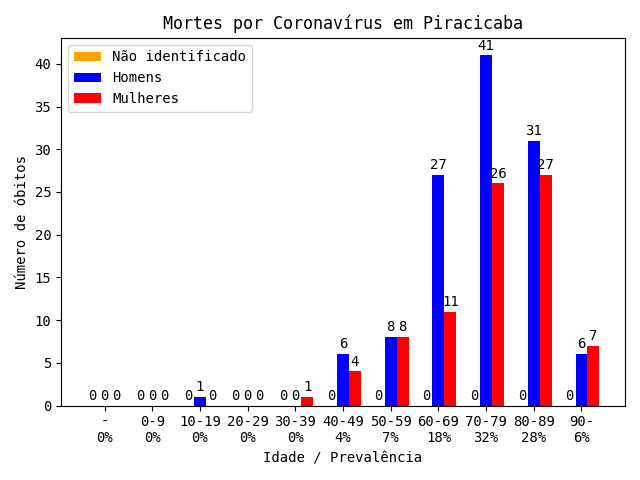 Mortes por Coronavírus em Piracicaba
Não identificado
Homens
Mulheres
Número de óbitos
40
35
30
25
20
15
10
5
0
0 0 0 0 0 0 0 1 0 0 0 0 0 0 1 0 6 4 0 8 8 0 27 11 0 41 26 0 31 27 0 6 7
- 0-9 10-19 20-29 30-39 40-49 50-59 60-69 70-79 80-89 90-
0% 0% 0% 0% 0% 4% 7% 18% 32% 28% 6%
Idade / Prevalência